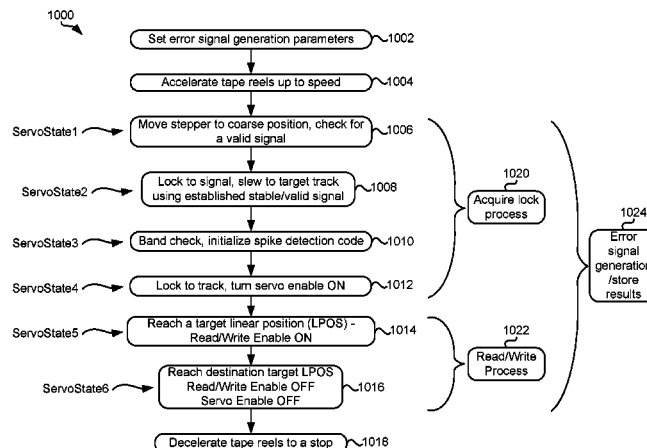 1000
Set error signal generation parameters
1002
Accelerate tape reels up to speed
1004
ServoState1
Move stepper to coarse position, check for
a valid signal
1006
ServoState2
Lock to signal, slew to target track
using established stable/valid signal
1008
ServoState3
Band check, initialize spike detection code
1010
ServoState4
Lock to track, turn servo enable ON
1012
1020
Acquire lock
process
1024
Error
signal
generation
/store
results
ServoState5
Reach a target linear position (LPOS) -
Read/Write Enable ON
1014
1022
Read/Write
Process
ServoState6
Reach destination target LPOS
Read/Write Enable OFF
Servo Enable OFF
1016
Decelerate tape reels to a stop
1018